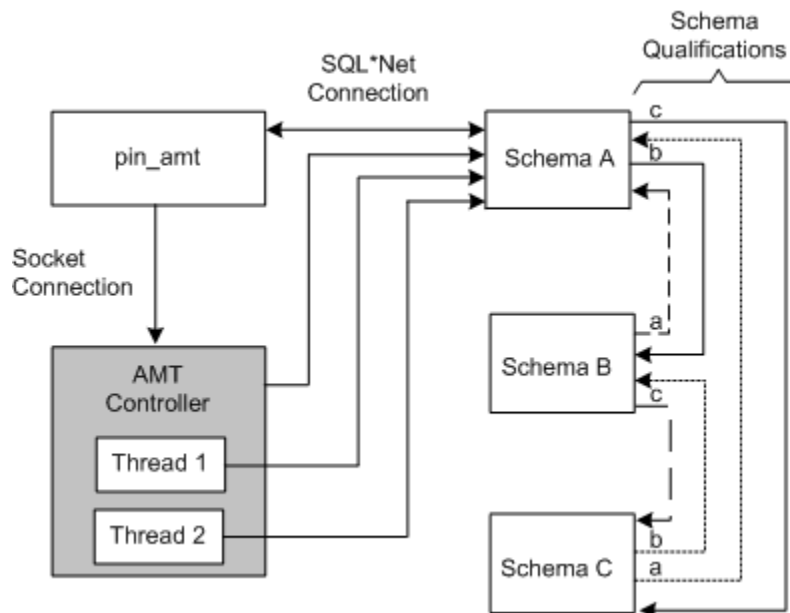 Schema
Qualifications
SQL*Net
Connection
pin_amt
Schema A
c
b
Socket
Connection
a
Schema B
c
AMT
Controller
Thread 1
Thread 2
Schema C
b
a